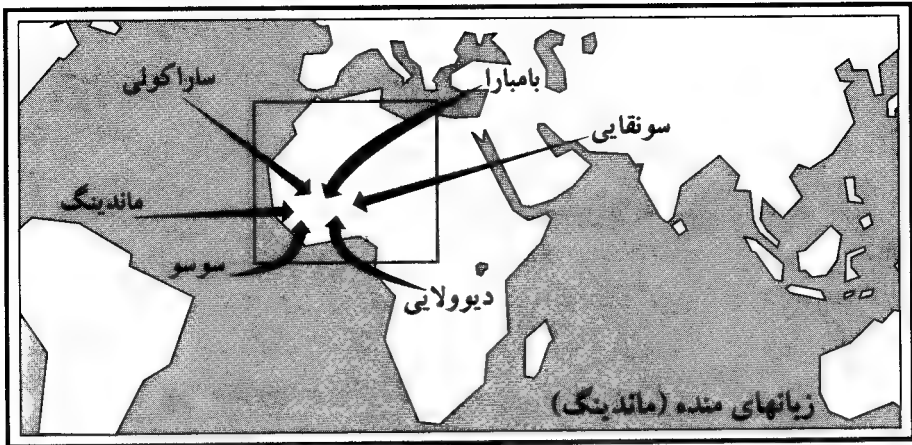 ساراکولی
بامبارا
سونقایی
ماندینگ
سوسو
دیوولایی
زبانهای منده (ماندینگ)